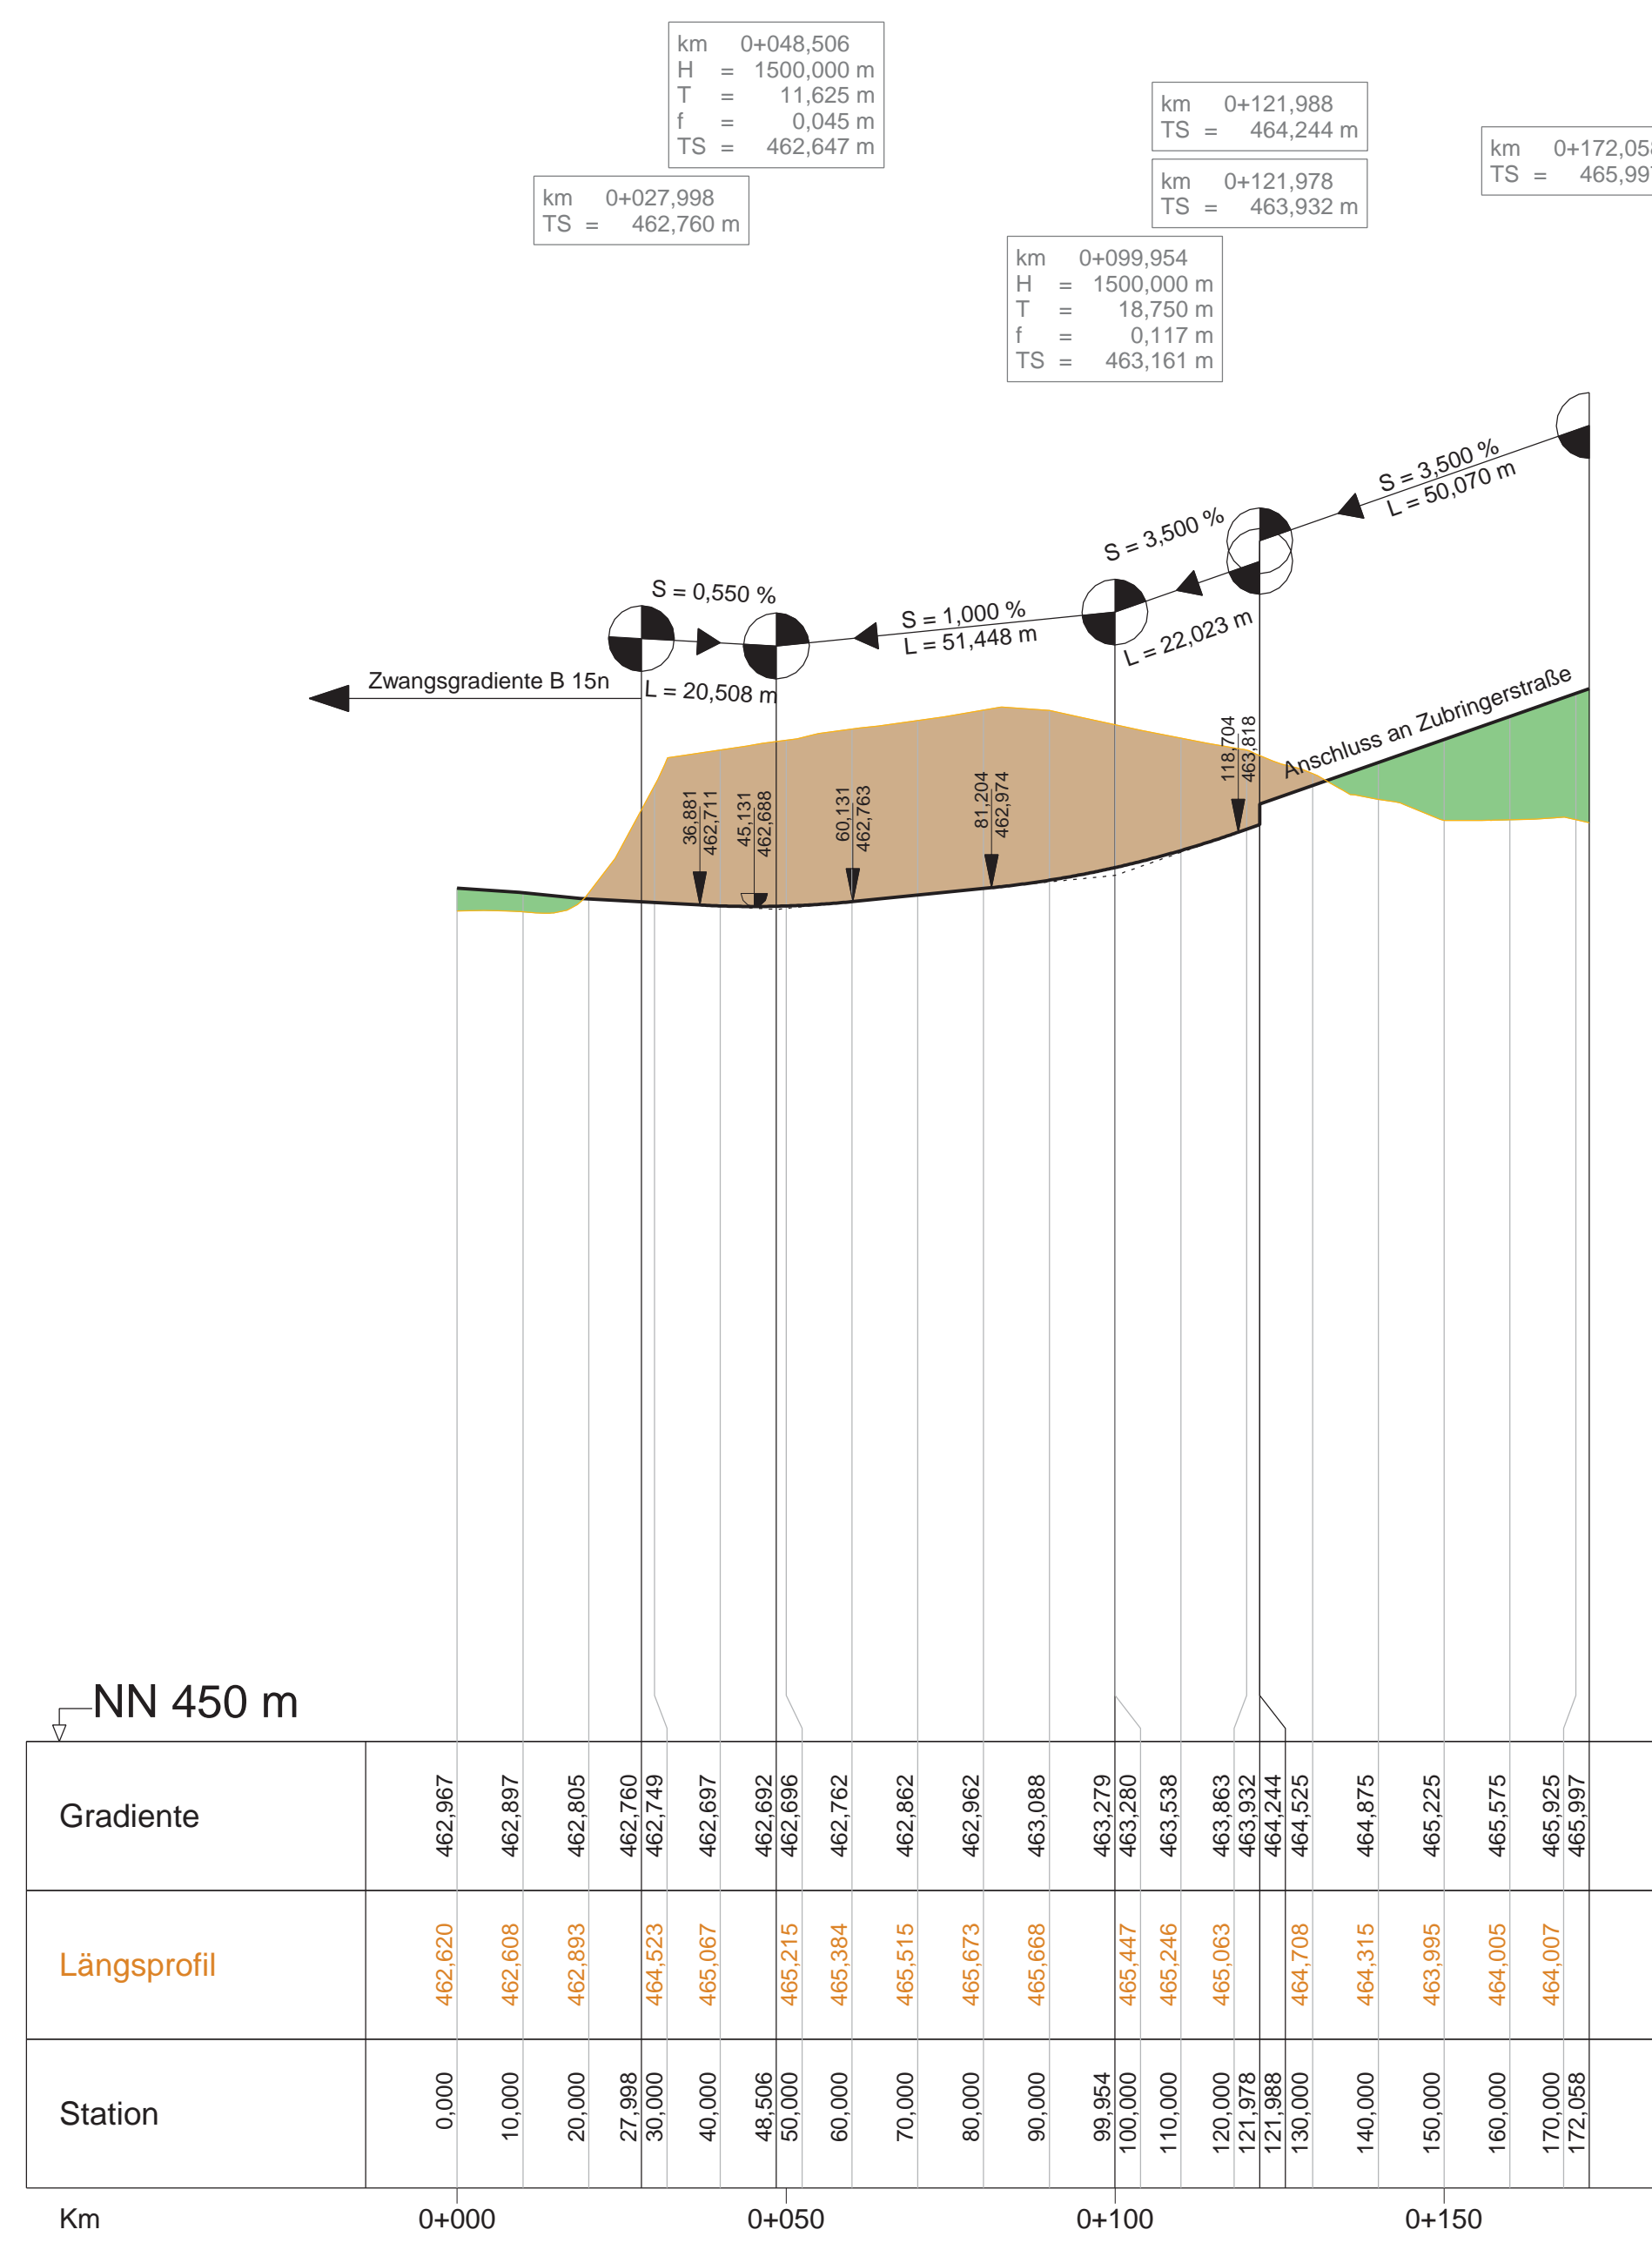 km 0+048,506
H = 1500,000 m
T = 11,625 m
f = 0,045 m
TS = 462,647 m
km 0+027,998
TS = 462,760 m
km 0+121,988
TS = 464,244 m
km 0+121,978
TS = 463,932 m
km 0+172,058
TS = 465,997
km 0+099,954
H = 1500,000 m
T = 18,750 m
f = 0,117 m
TS = 463,161 m
S = 3,500 %
L = 50,070 m
S = 3,500 %
L = 22,023 m
S = 1,000 %
L = 51,448 m
S = 0,550 %
L = 20,508 m
Zwangsgradiente B 15n
Anschluss an Zubringerstraße
36,881
462,711
45,131
462,688
60,131
462,763
81,204
462,974
118,704
463,818
NN 450 m
Gradiente 462,967 462,897 462,805 462,760 462,749 462,697 462,692 462,696 462,762 462,862 462,962 463,088 463,279 463,280 463,538 463,863 463,932 464,244 464,525 464,875 465,225 465,575 465,925 465,997
Längsprofil 462,620 462,608 462,893 464,523 465,067 465,215 465,384 465,515 465,673 465,668 465,447 465,246 465,063 464,708 464,315 463,995 464,005 464,007
Station 0,000 10,000 20,000 27,998 30,000 40,000 48,506 50,000 60,000 70,000 80,000 90,000 99,954 100,000 110,000 120,000 121,978 121,988 130,000 140,000 150,000 160,000 170,000 172,058
Km 0+000 0+050 0+100 0+150